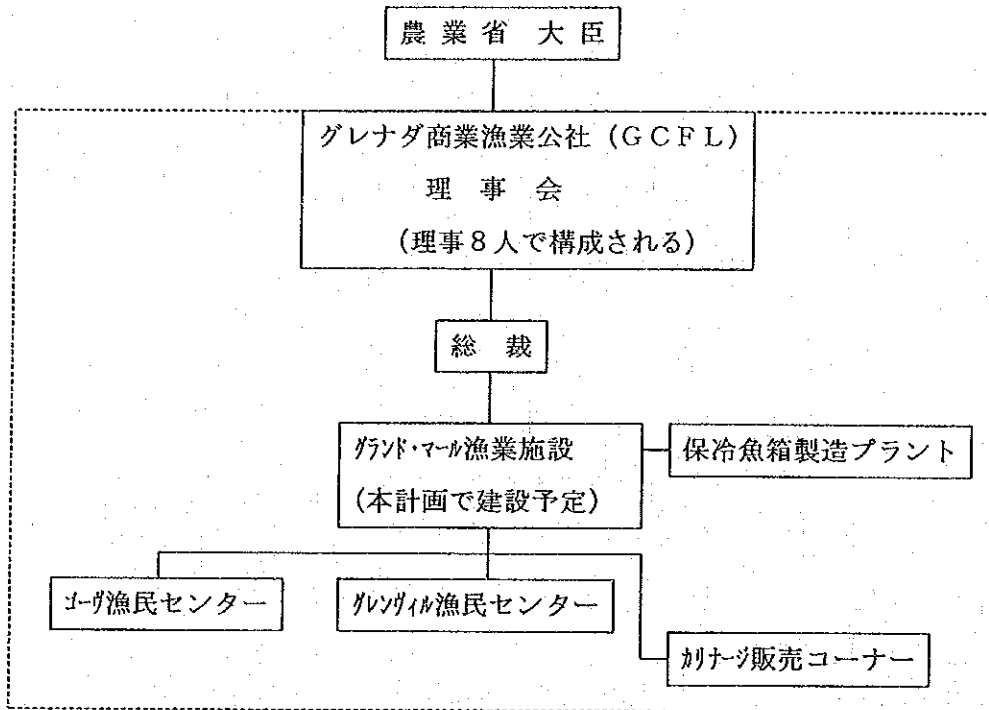 農業省 大臣
グレナダ商業漁業公社（GCFL）
理 事 会
（理事８人で構成される）
総 裁
グランド・マール漁業施設
（本計画で建設予定）
保冷魚箱製造プラント
ゴーヴ漁民センター
グレンヴィル漁民センター
カリナージ販売コーナー